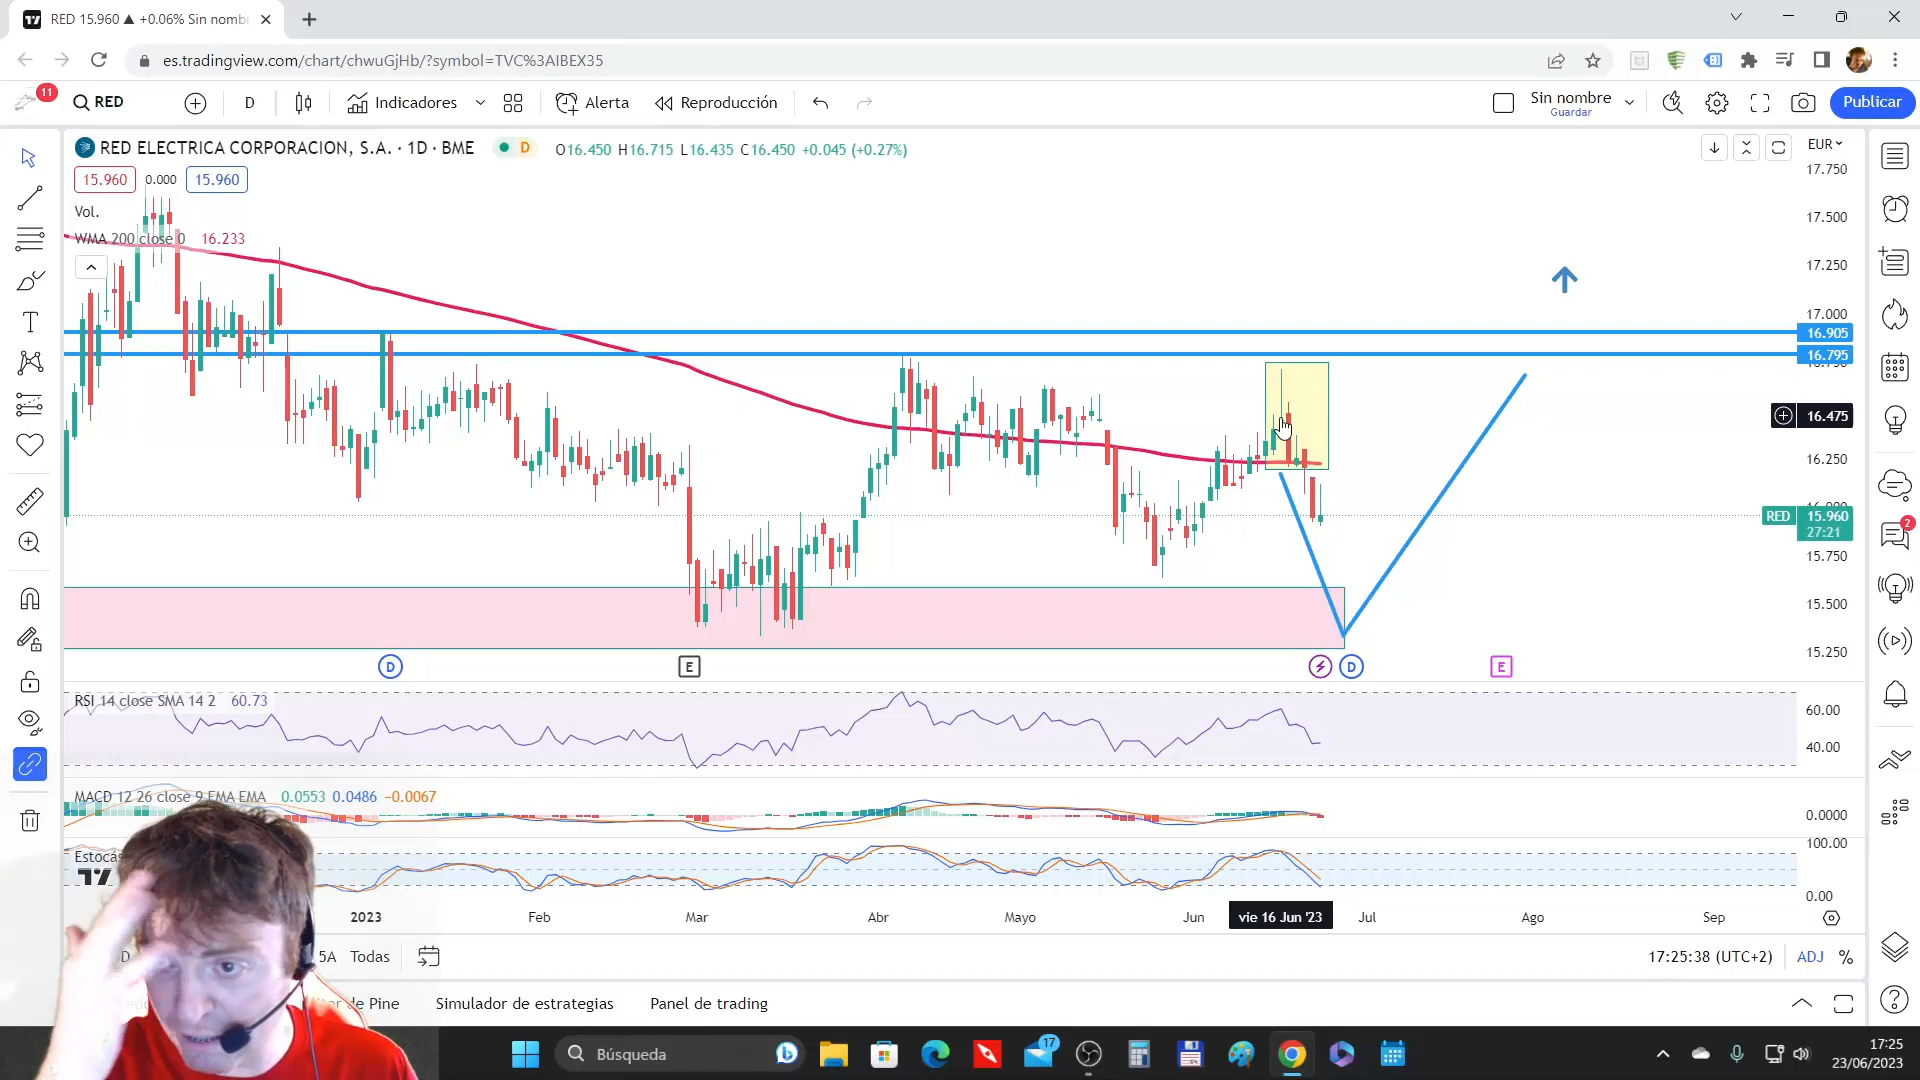 RED 15.960 ▲ +0.06% Sin nomb
es.tradingview.com/chart/chwuGjHb/?symbol=TVC%3AIBEX35
11
RED
D
Indicadores
Alerta
Reproducción
Sin nombre
Guardar
Publicar
RED ELECTRICA CORPORACION, S.A. · 1D · BME
D
O16.450 H16.715 L16.435 C16.450 +0.045 (+0.27%)
EUR
15.960
0.000
15.960
17.750
Vol.
17.500
WMA 200 close 0 16.233
17.250
17.000
16.905
16.795
16.475
16.250
RED
15.960
27:21
2
15.750
15.500
15.250
D
E
D
E
RSI 14 close SMA 14 2 60.73
60.00
40.00
MACD 12 26 close 9 EMA EMA 0.0553 0.0486 −0.0067
0.0000
100.00
0.00
2023
Feb
Mar
Abr
Mayo
Jun
vie 16 Jun '23
Jul
Ago
Sep
5A
Todas
17:25:38 (UTC+2)
ADJ
%
de Pine
Simulador de estrategias
Panel de trading
Búsqueda
17
17:25
23/06/2023